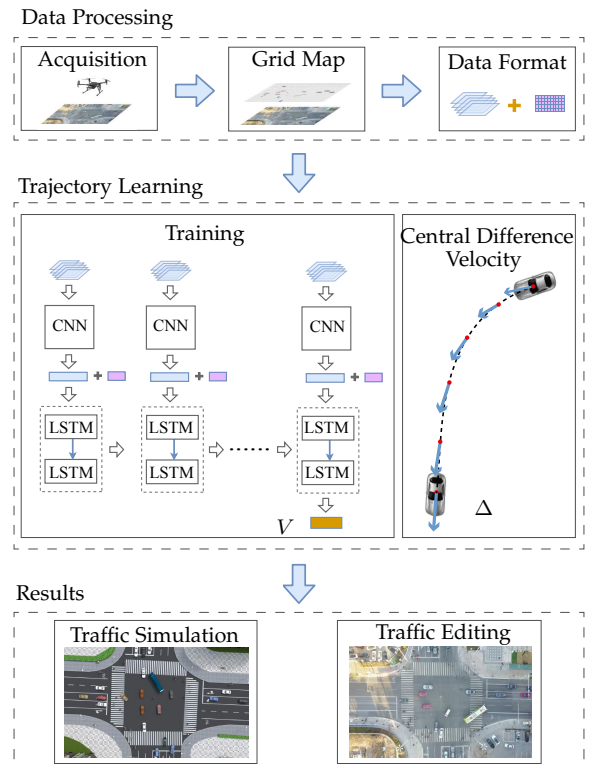 Data Processing
Acquisition
Grid Map
Data Format
Trajectory Learning
Training
Central Difference
Velocity
CNN
CNN
CNN
LSTM
LSTM
LSTM
LSTM
LSTM
LSTM
V
Δ
Results
Traffic Simulation
Traffic Editing